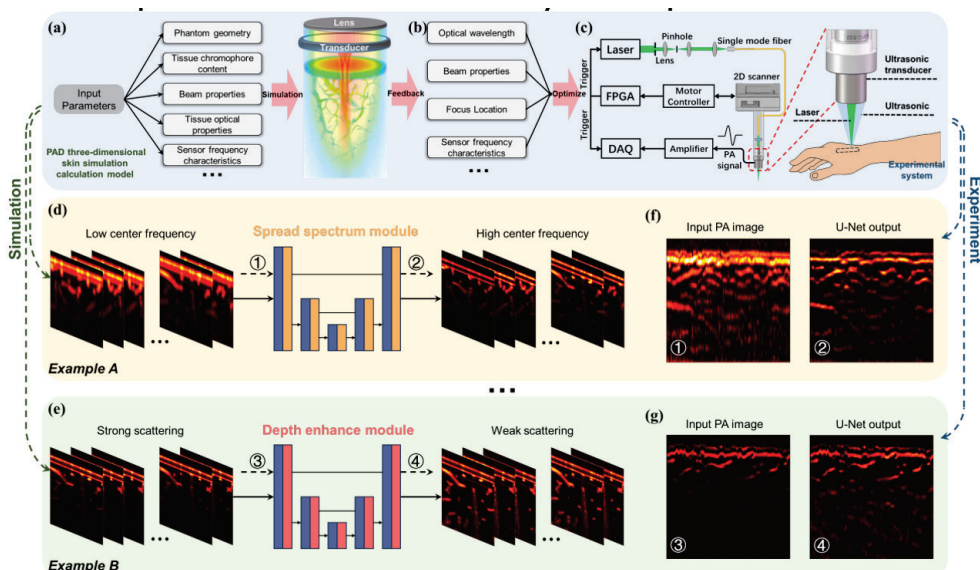 (a)
Phantom geometry
Tissue chromophore content
Input Parameters
Beam properties
Tissue optical properties
Sensor frequency characteristics
...
PAD three-dimensional skin simulation calculation model
Simulation
Lens
Transducer
Feedback
(b)
Optical wavelength
Beam properties
Focus Location
Sensor frequency characteristics
...
Optimize
(c)
Trigger
Trigger
Laser
Lens
Pinhole
Single mode fiber
2D scanner
FPGA
Motor Controller
DAQ
Amplifier
PA signal
Ultrasonic transducer
Laser
Ultrasonic
Experimental system
Simulation
Experiment
(d)
Low center frequency
Spread spectrum module
High center frequency
①
②
...
...
Example A
(f)
Input PA image
U-Net output
①
②
...
(e)
Strong scattering
Depth enhance module
Weak scattering
③
④
...
...
Example B
(g)
Input PA image
U-Net output
③
④